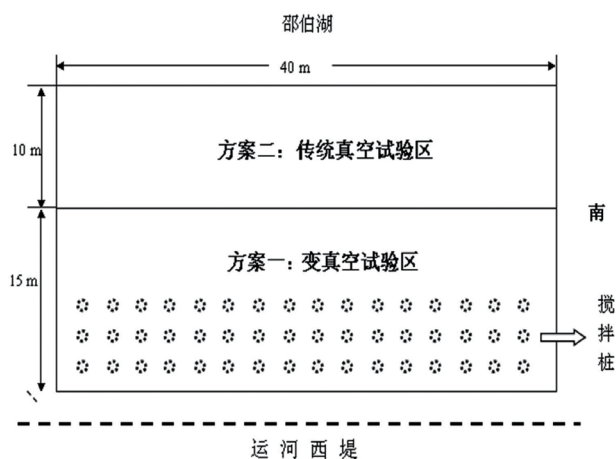 邵伯湖
40 m
10 m
方案二：传统真空试验区
南
15 m
方案一：变真空试验区
搅
拌
桩
运河西堤